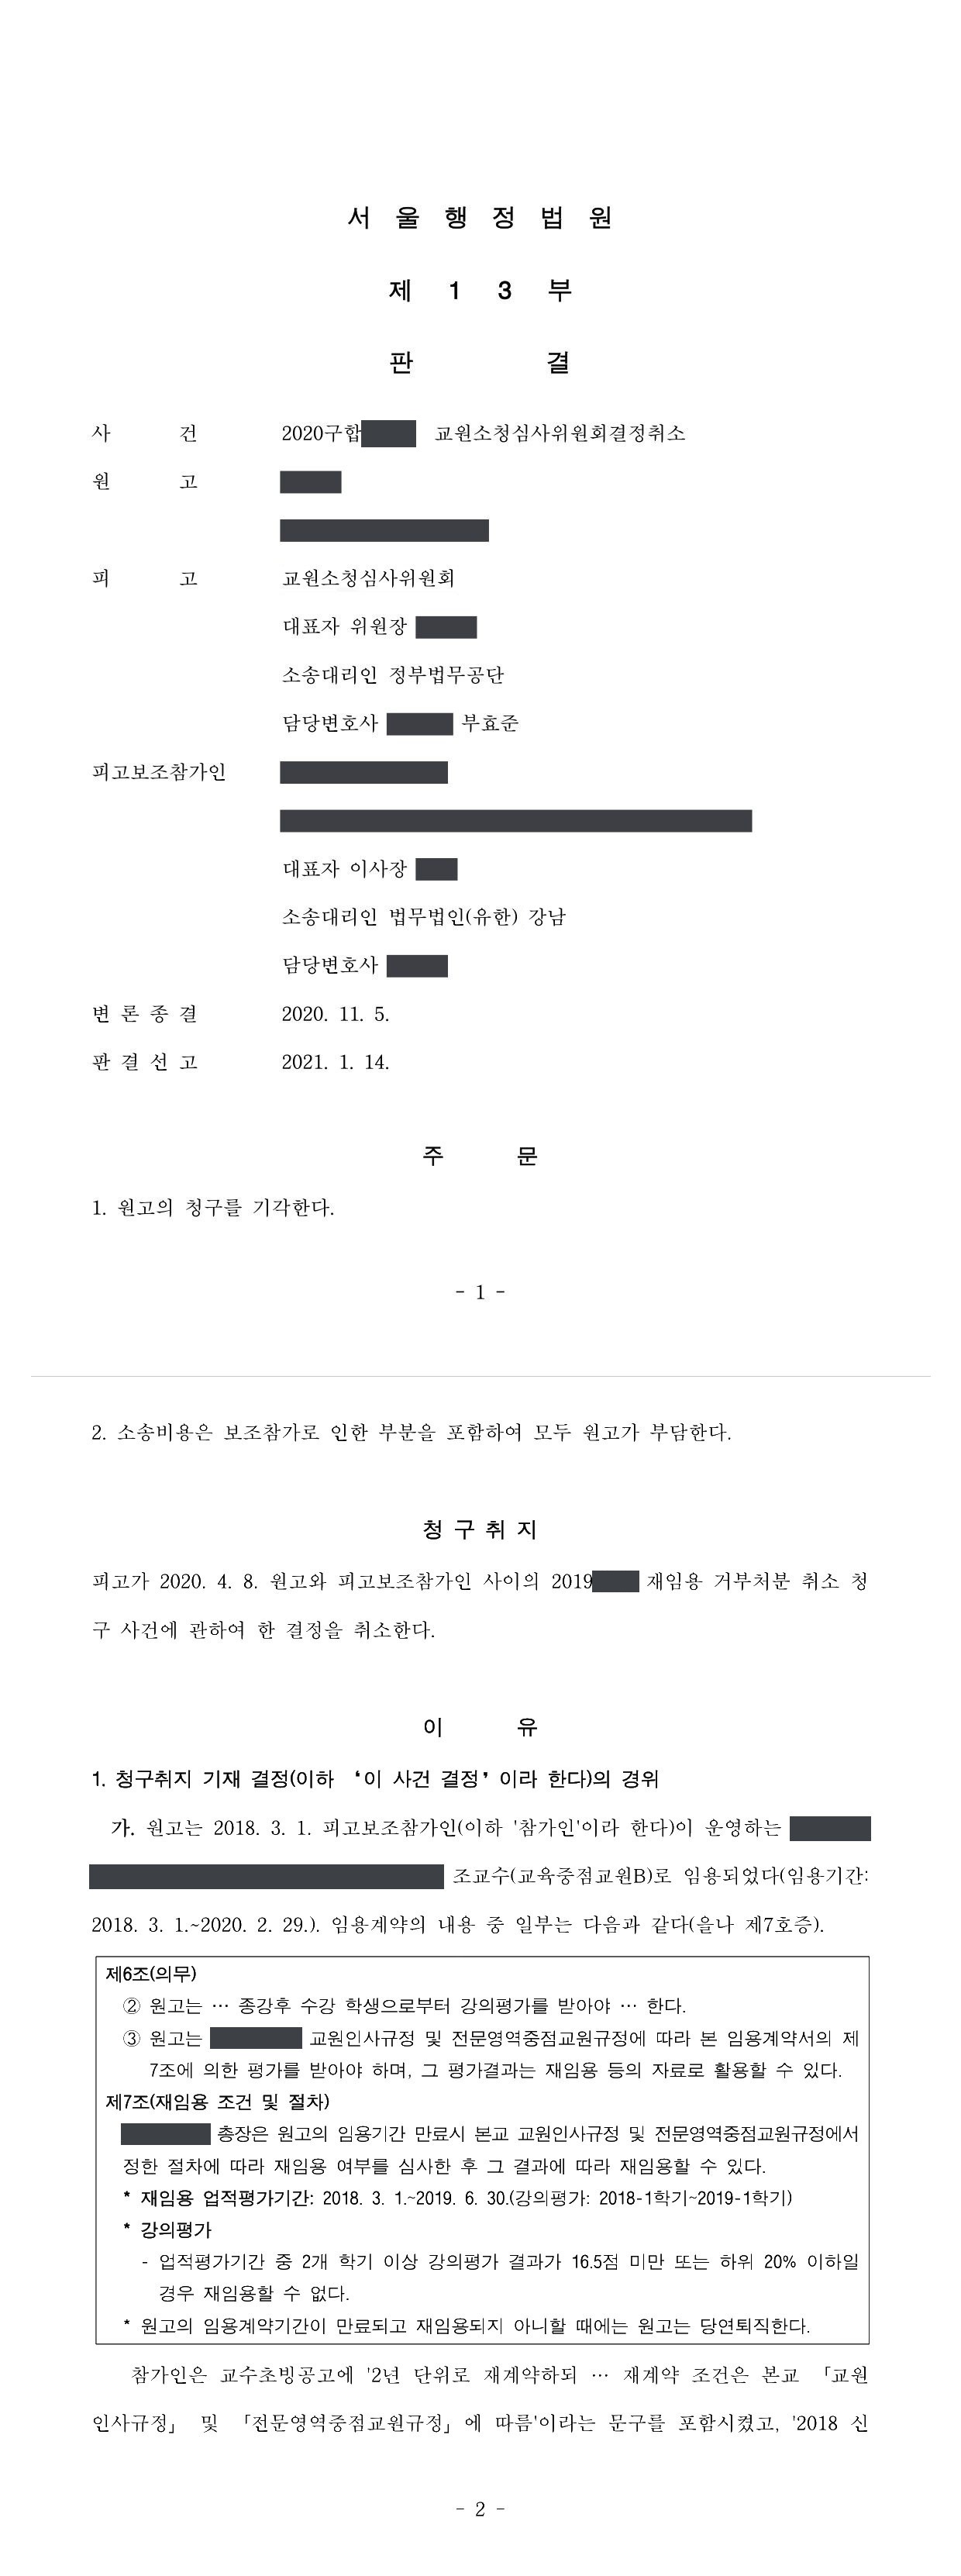 서 울 행 정 법 원
제 1 3 부
판 결
사 건 2020구합 교원소청심사위원회결정취소
원 고
피 고 교원소청심사위원회
대표자 위원장
소송대리인 정부법무공단
담당변호사 부효준
피고보조참가인
대표자 이사장
소송대리인 법무법인(유한) 강남
담당변호사
변 론 종 결 2020. 11. 5.
판 결 선 고 2021. 1. 14.
주 문
1. 원고의 청구를 기각한다.
- 1 -
2. 소송비용은 보조참가로 인한 부분을 포함하여 모두 원고가 부담한다.
청 구 취 지
피고가 2020. 4. 8. 원고와 피고보조참가인 사이의 2019 재임용 거부처분 취소 청
구 사건에 관하여 한 결정을 취소한다.
이 유
1. 청구취지 기재 결정(이하 ‘이 사건 결정’이라 한다)의 경위
가. 원고는 2018. 3. 1. 피고보조참가인(이하 '참가인'이라 한다)이 운영하는
조교수(교육중점교원B)로 임용되었다(임용기간:
2018. 3. 1.~2020. 2. 29.). 임용계약의 내용 중 일부는 다음과 같다(을나 제7호증).
제6조(의무)
② 원고는 … 종강후 수강 학생으로부터 강의평가를 받아야 … 한다.
③ 원고는 교원인사규정 및 전문영역중점교원규정에 따라 본 임용계약서의 제
7조에 의한 평가를 받아야 하며, 그 평가결과는 재임용 등의 자료로 활용할 수 있다.
제7조(재임용 조건 및 절차)
총장은 원고의 임용기간 만료시 본교 교원인사규정 및 전문영역중점교원규정에서
정한 절차에 따라 재임용 여부를 심사한 후 그 결과에 따라 재임용할 수 있다.
* 재임용 업적평가기간: 2018. 3. 1.~2019. 6. 30.(강의평가: 2018-1학기~2019-1학기)
* 강의평가
- 업적평가기간 중 2개 학기 이상 강의평가 결과가 16.5점 미만 또는 하위 20% 이하일
경우 재임용할 수 없다.
* 원고의 임용계약기간이 만료되고 재임용되지 아니할 때에는 원고는 당연퇴직한다.
참가인은 교수초빙공고에 '2년 단위로 재계약하되 … 재계약 조건은 본교 「교원
인사규정」 및 「전문영역중점교원규정」에 따름'이라는 문구를 포함시켰고, '2018 신
- 2 -